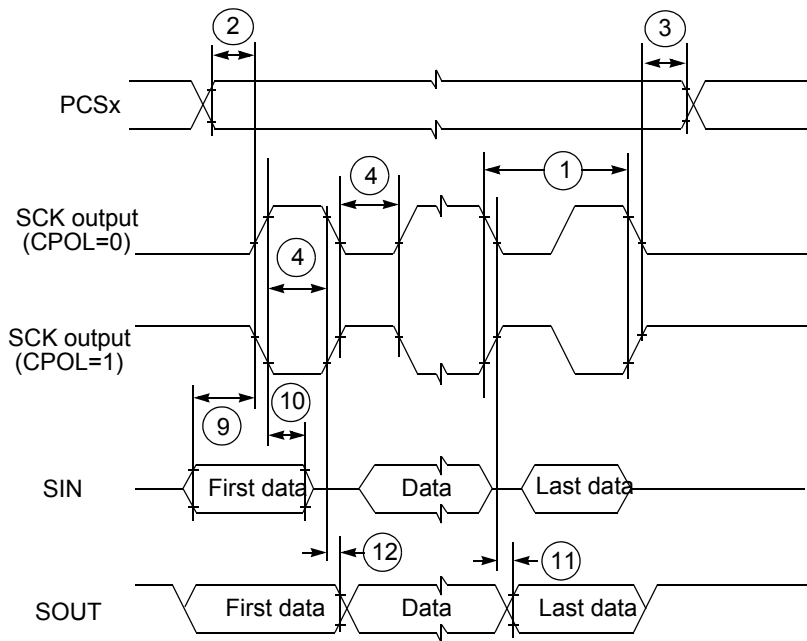 2
3
PCSx
4
1
SCK output
(CPOL=0)
4
SCK output
(CPOL=1)
9
10
SIN
First data
Data
Last data
12
11
SOUT
First data
Data
Last data